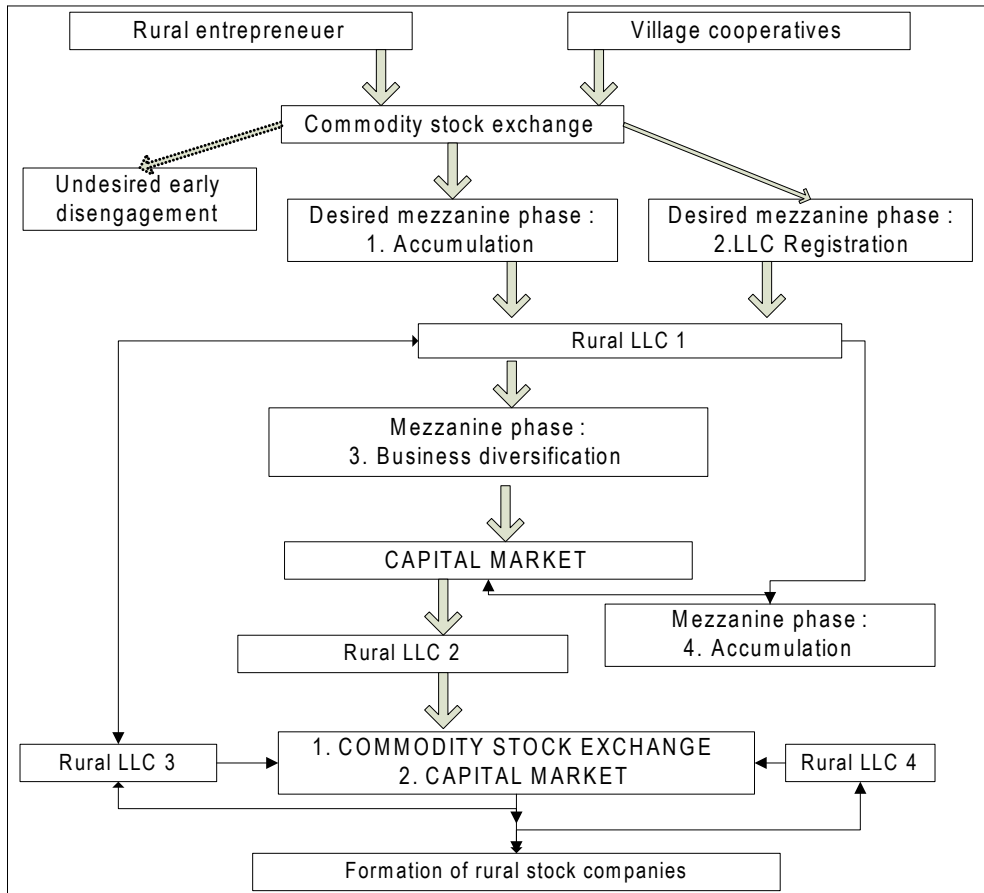 Rural entrepreneuer
Village cooperatives
Commodity stock exchange
Undesired early
disengagement
Desired mezzanine phase :
1. Accumulation
Desired mezzanine phase :
2.LLC Registration
Rural LLC 1
Mezzanine phase :
3. Business diversification
CAPITAL MARKET
Mezzanine phase :
4. Accumulation
Rural LLC 2
Rural LLC 3
1. COMMODITY STOCK EXCHANGE
2. CAPITAL MARKET
Rural LLC 4
Formation of rural stock companies